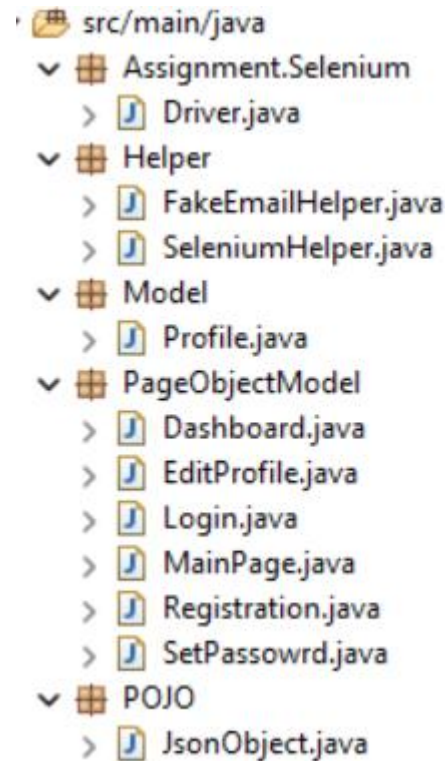 src/main/java
Assignment.Selenium
Driver.java
Helper
FakeEmailHelper.java
SeleniumHelper.java
Model
Profile.java
PageObjectModel
Dashboard.java
EditProfile.java
Login.java
MainPage.java
Registration.java
SetPassowrd.java
POJO
JsonObject.java